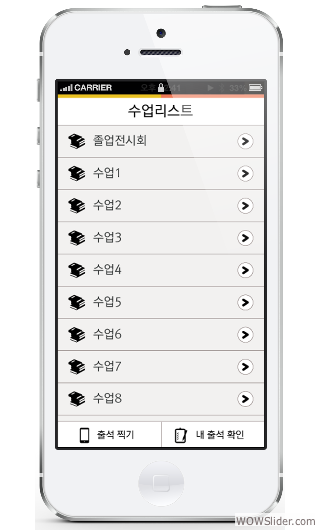 CARRIER
수업리스트
졸업전시회
수업1
수업2
수업3
수업4
수업5
수업6
수업7
수업8
출석 찍기
내 출석 확인
WOWSlider.com